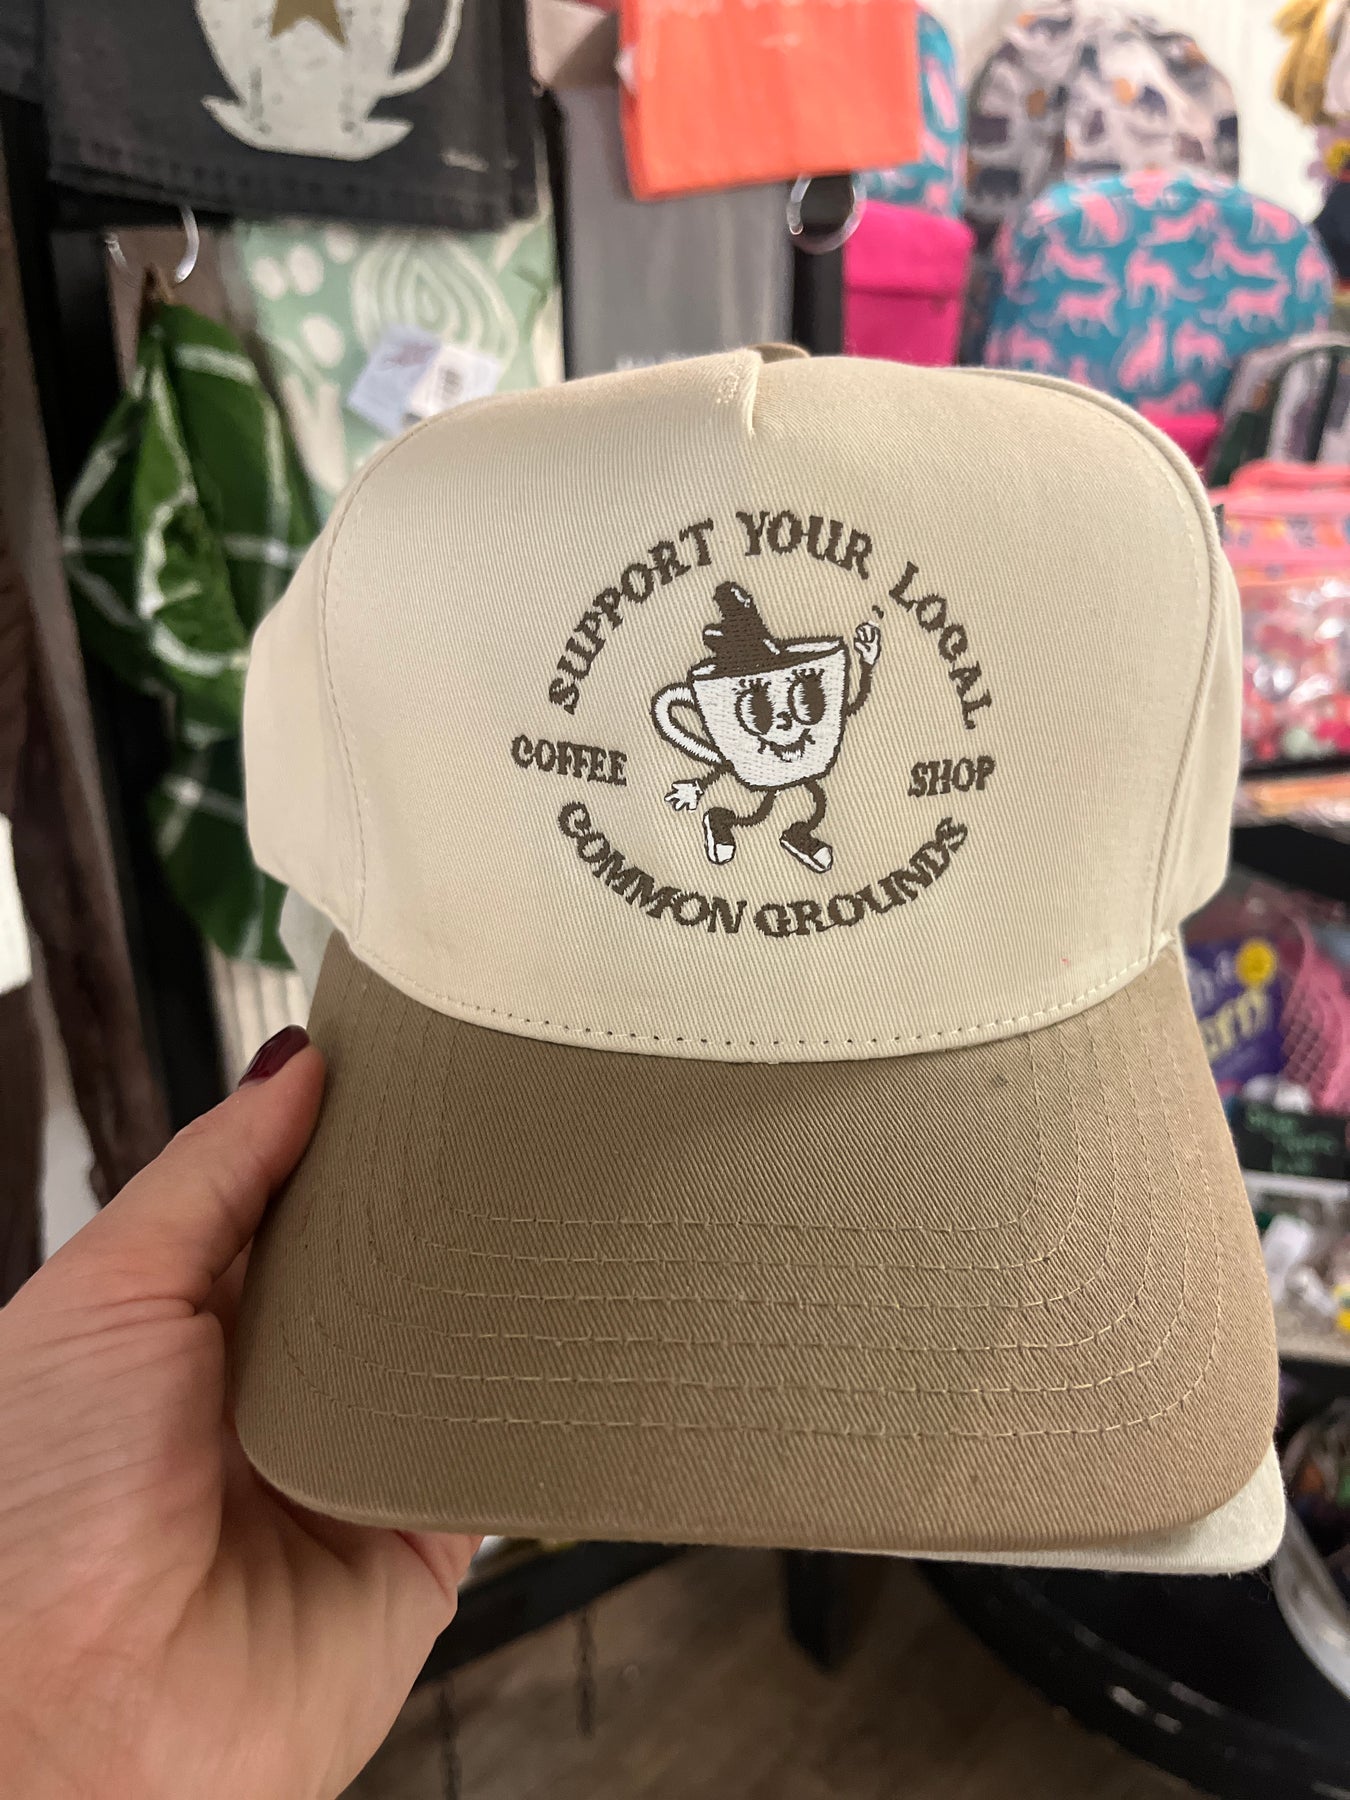 SUPPORT YOUR LOCAL
COFFEE SHOP
COMMON GROUNDS